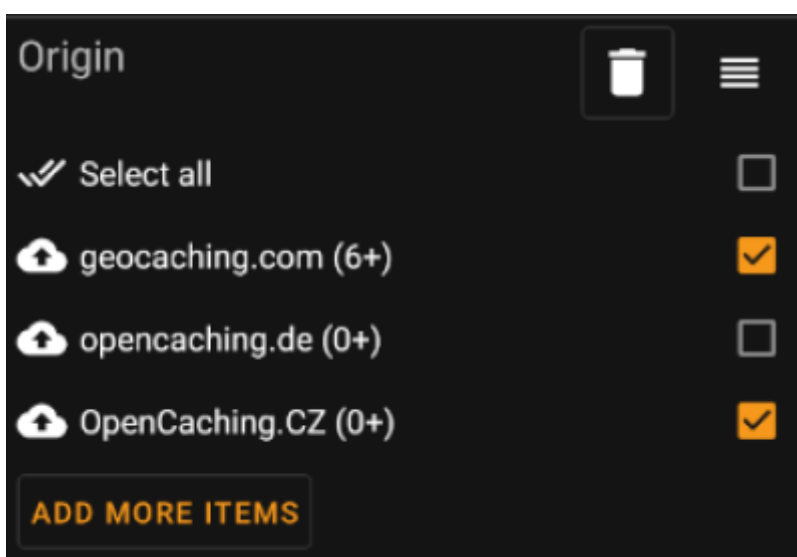 Origin
Select all
geocaching.com (6+)
opencaching.de (0+)
OpenCaching.CZ (0+)
ADD MORE ITEMS